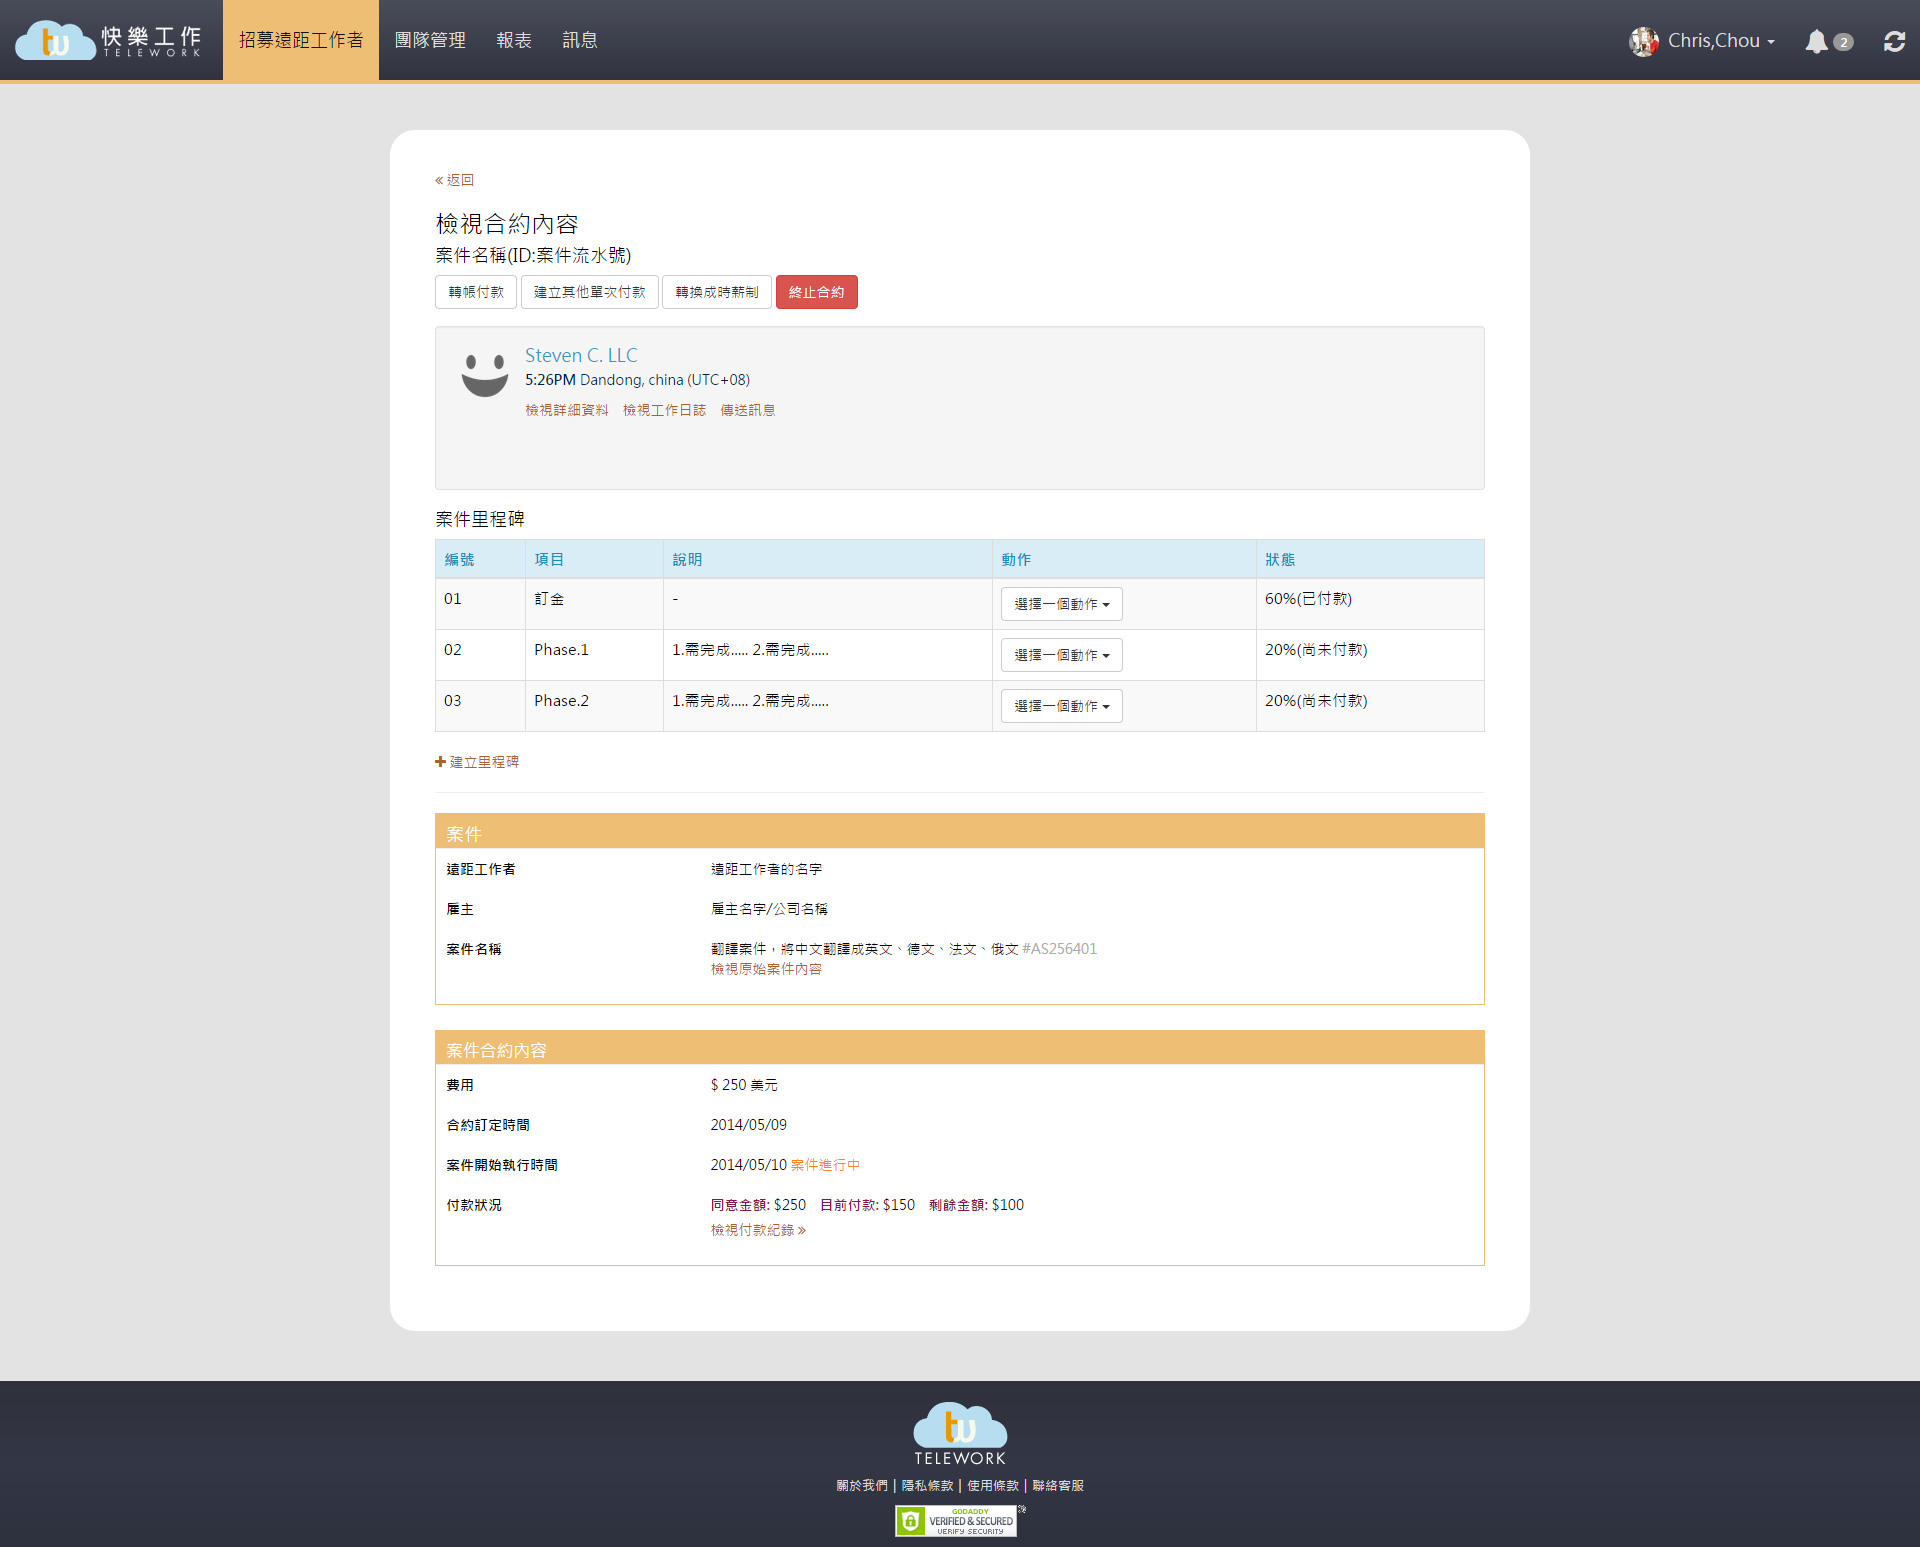 tw 快樂工作 TELEWORK
招募遠距工作者 團隊管理 報表 訊息 Chris,Chou 2
« 返回
檢視合約內容
案件名稱(ID:案件流水號)
轉帳付款 建立其他單次付款 轉換成時薪制 終止合約
Steven C. LLC
5:26PM Dandong, china (UTC+08)
檢視詳細資料 檢視工作日誌 傳送訊息
案件里程碑
編號 項目 說明 動作 狀態
01 訂金 - 選擇一個動作 60%(已付款)
02 Phase.1 1.需完成..... 2.需完成..... 選擇一個動作 20%(尚未付款)
03 Phase.2 1.需完成..... 2.需完成..... 選擇一個動作 20%(尚未付款)
建立里程碑
案件
遠距工作者 遠距工作者的名字
雇主 雇主名字/公司名稱
案件名稱 翻譯案件，將中文翻譯成英文、德文、法文、俄文 #AS256401
檢視原始案件內容
案件合約內容
費用 $ 250 美元
合約訂定時間 2014/05/09
案件開始執行時間 2014/05/10 案件進行中
付款狀況 同意金額: $250 目前付款: $150 剩餘金額: $100
檢視付款紀錄 »
tw
TELEWORK
關於我們 | 隱私條款 | 使用條款 | 聯絡客服
GODADDY
VERIFIED & SECURED
VERIFY SECURITY